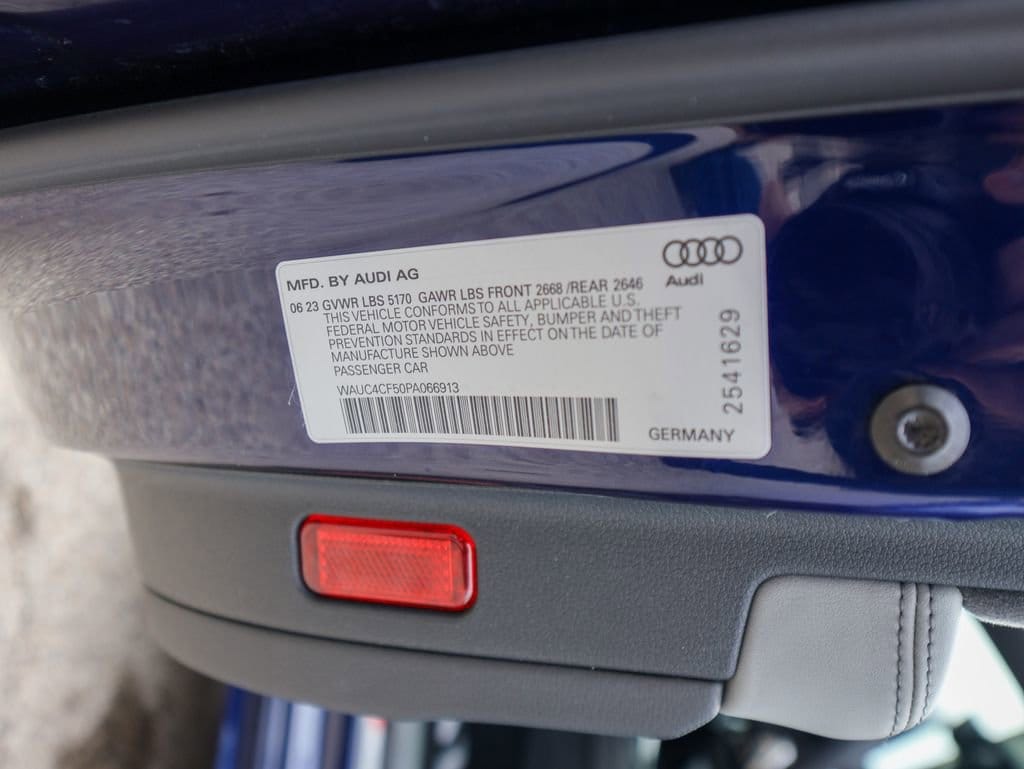 MFD. BY AUDI AG
Audi
06 23 GVWR LBS 5170 GAWR LBS FRONT 2668 /REAR 2646
THIS VEHICLE CONFORMS TO ALL APPLICABLE U.S.
FEDERAL MOTOR VEHICLE SAFETY, BUMPER AND THEFT
PREVENTION STANDARDS IN EFFECT ON THE DATE OF
MANUFACTURE SHOWN ABOVE
PASSENGER CAR
WAUC4CF50PA066913
2541629
GERMANY